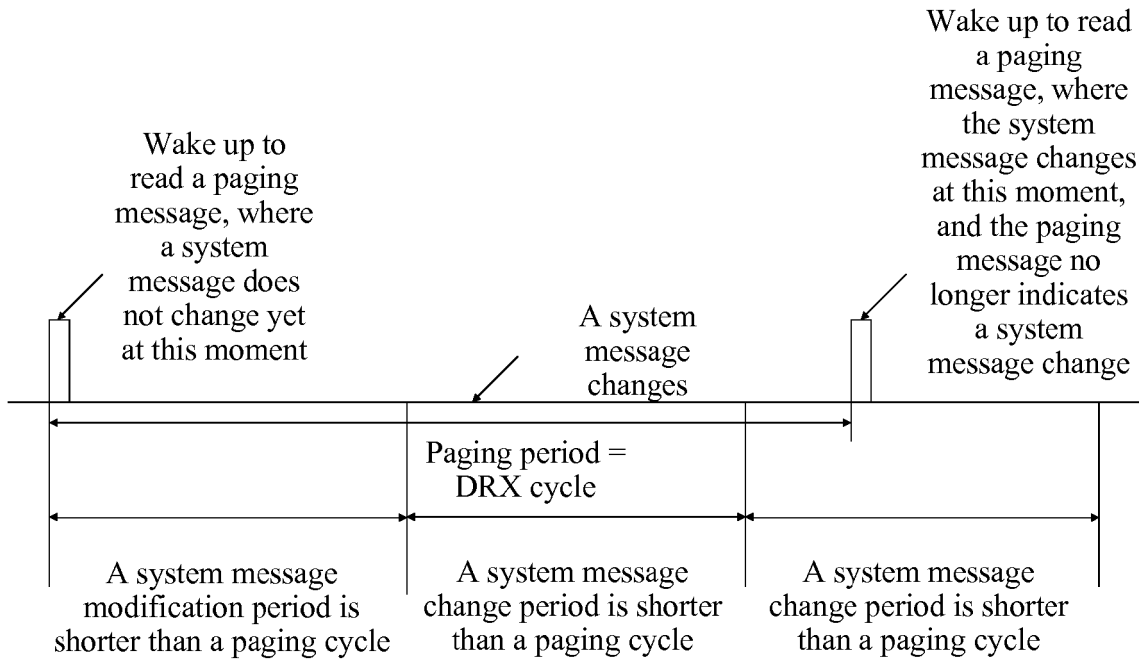 Wake up to read
a paging
message, where
the system
message changes
at this moment,
and the paging
message no
longer indicates
a system
message change
Wake up to
read a paging
message, where
a system
message does
not change yet
at this moment
A system
message
changes
Paging period =
DRX cycle
A system message
modification period is
shorter than a paging cycle
A system message
change period is shorter
than a paging cycle
A system message
change period is shorter
than a paging cycle